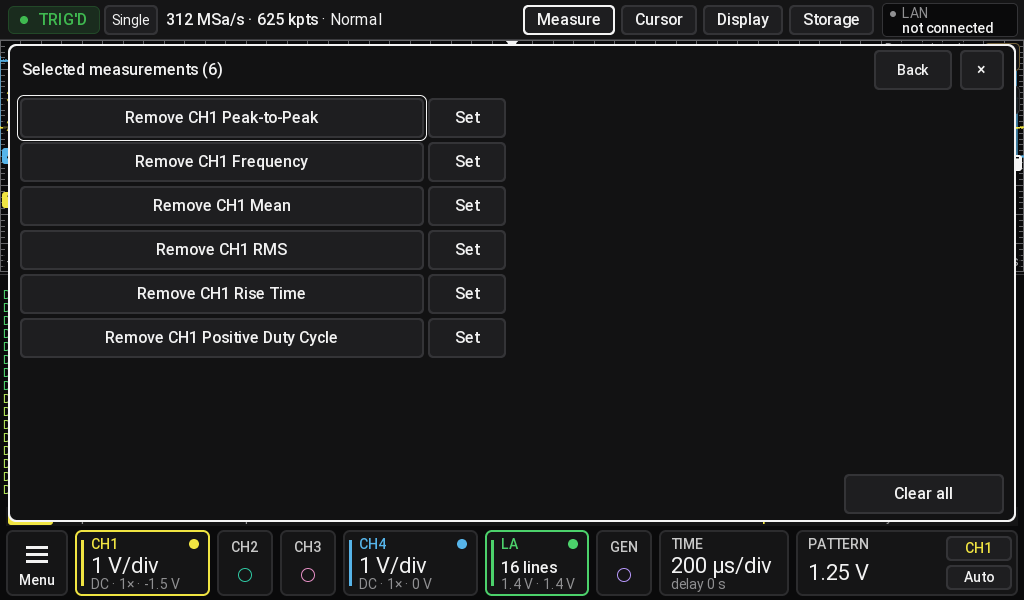 TRIG'D
Single
312 MSa/s · 625 kpts · Normal
Measure
Cursor
Display
Storage
LAN
not connected
Selected measurements (6)
Back
×
Remove CH1 Peak-to-Peak
Set
Remove CH1 Frequency
Set
Remove CH1 Mean
Set
Remove CH1 RMS
Set
Remove CH1 Rise Time
Set
Remove CH1 Positive Duty Cycle
Set
Clear all
Menu
CH1
1 V/div
DC · 1× · -1.5 V
CH2
CH3
CH4
1 V/div
DC · 1× · 0 V
LA
16 lines
1.4 V · 1.4 V
GEN
TIME
200 µs/div
delay 0 s
PATTERN
1.25 V
CH1
Auto